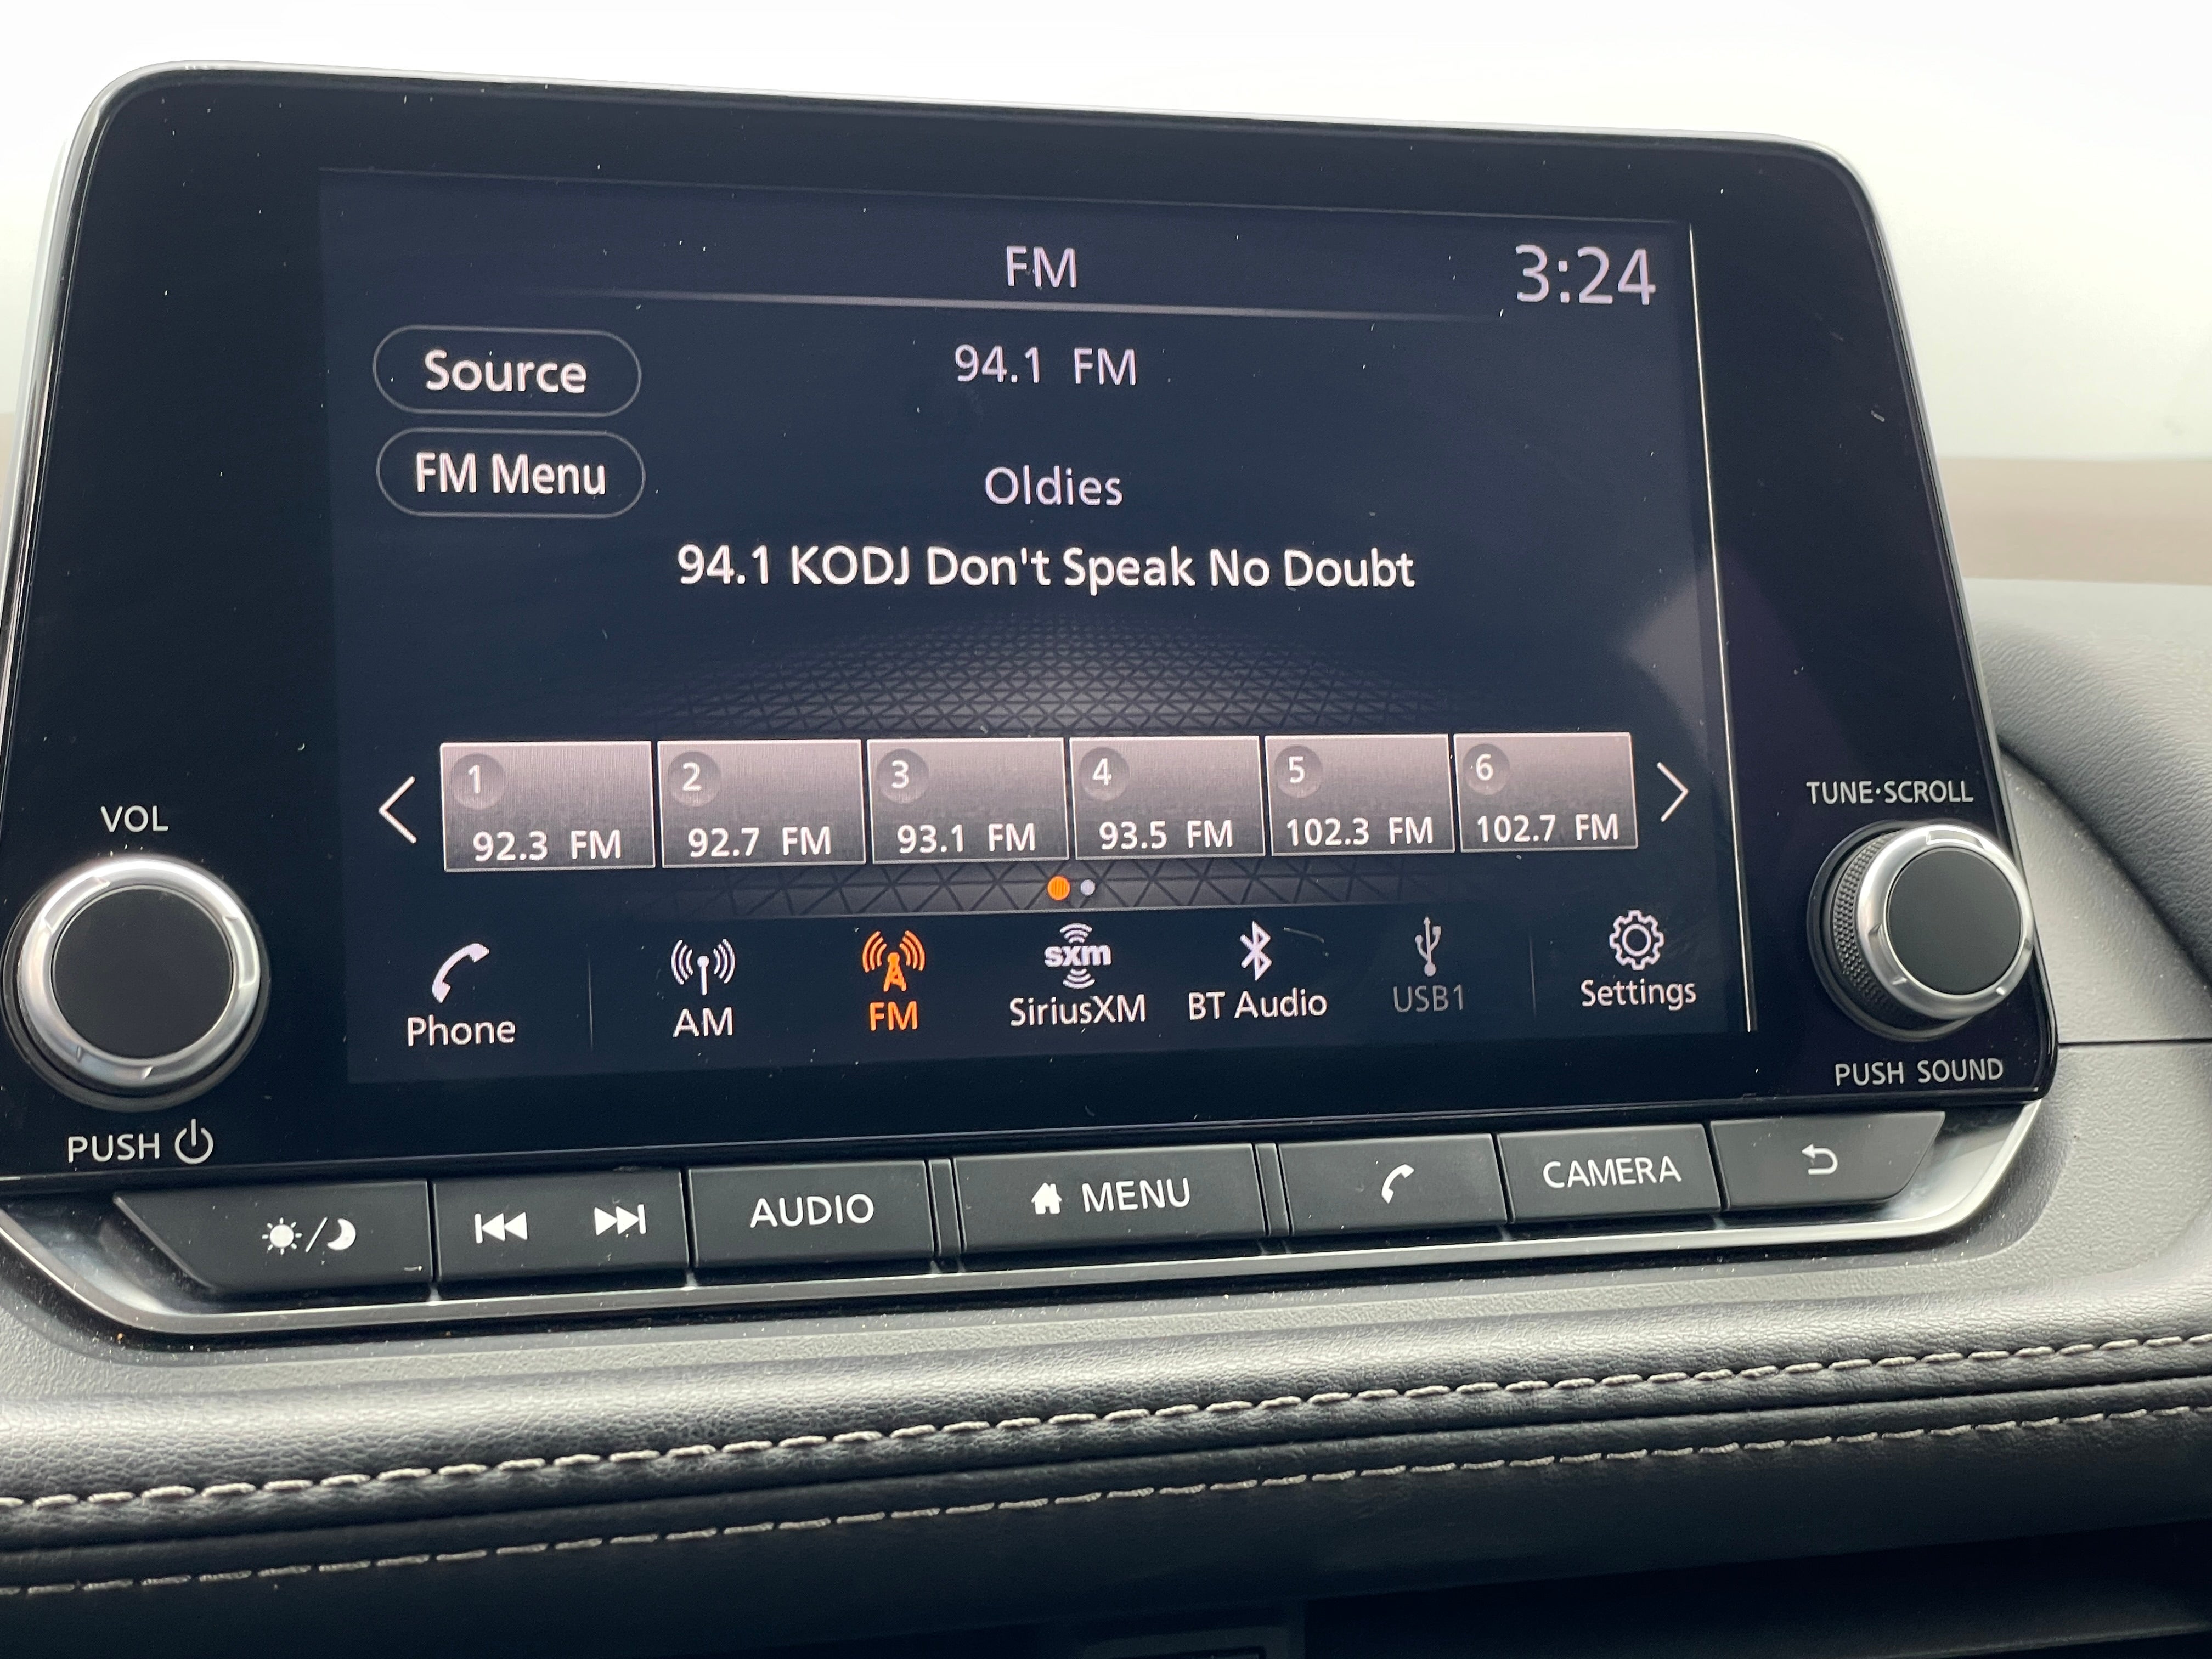 FM
3:24
Source
94.1 FM
FM Menu
Oldies
94.1 KODJ Don't Speak No Doubt
1
2
3
4
5
6
92.3 FM
92.7 FM
93.1 FM
93.5 FM
102.3 FM
102.7 FM
VOL
TUNE·SCROLL
sxm
Phone
AM
FM
SiriusXM
BT Audio
USB1
Settings
PUSH
PUSH SOUND
AUDIO
MENU
CAMERA